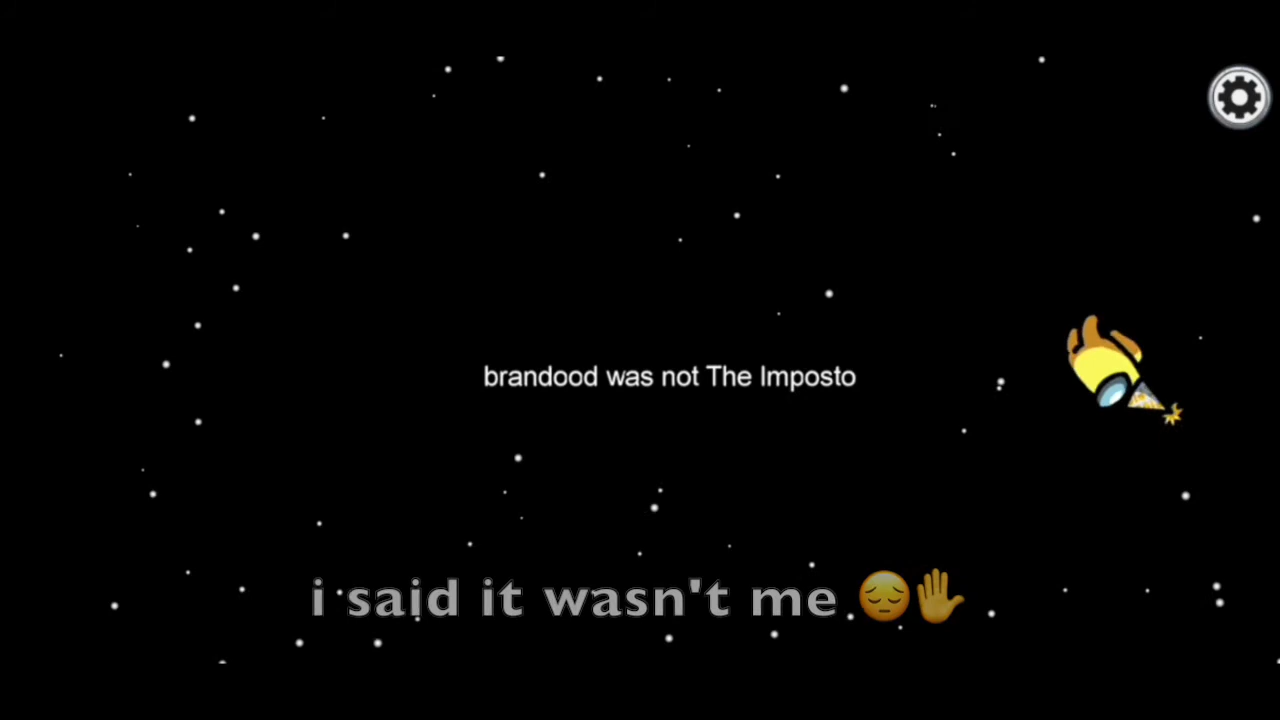 brandood was not The Imposto
i said it wasn't me 😔✋